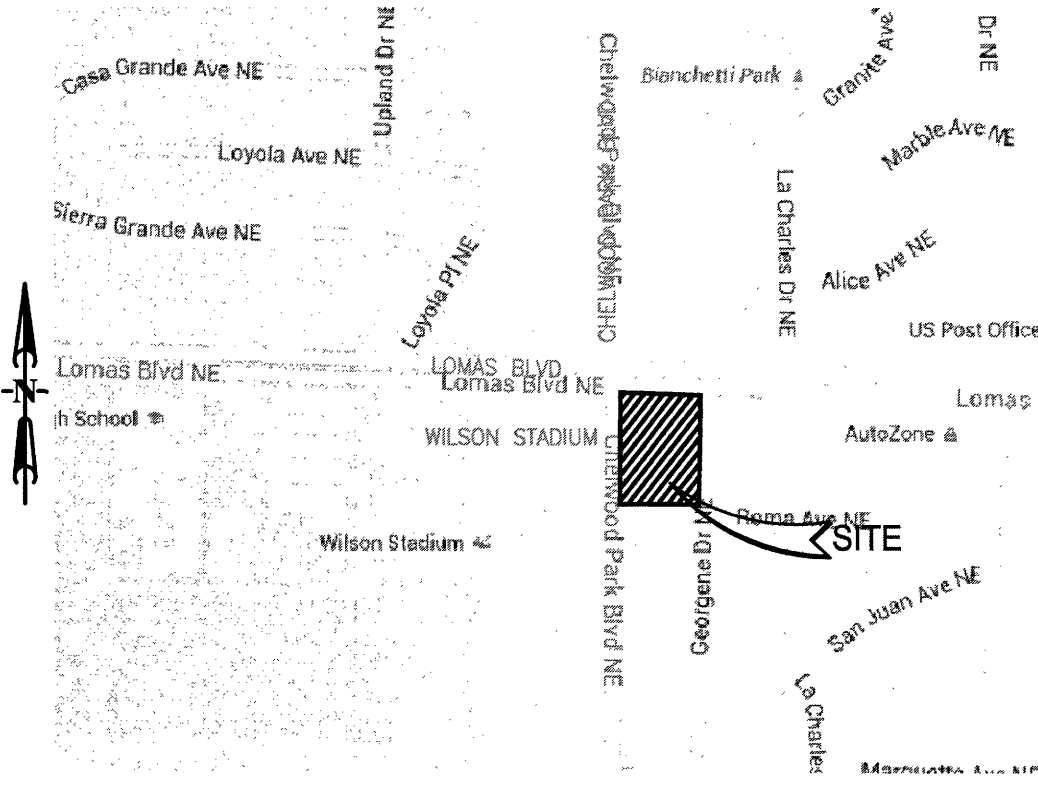 Casa Grande Ave NE
Upland Dr NE
Bianchetti Park
Granite Ave
Dr NE
Loyola Ave NE
Marble Ave NE
Sierra Grande Ave NE
La Charles Dr NE
Loyola Pl NE
Alice Ave NE
US Post Office
Lomas Blvd NE
LOMAS BLVD
Lomas Blvd NE
Lomas
N
h School
WILSON STADIUM
AutoZone
Chelwood Park Blvd NE
Georgene Dr
Roma Ave NE
SITE
Wilson Stadium
San Juan Ave NE
La Charles
Marquette Ave NE